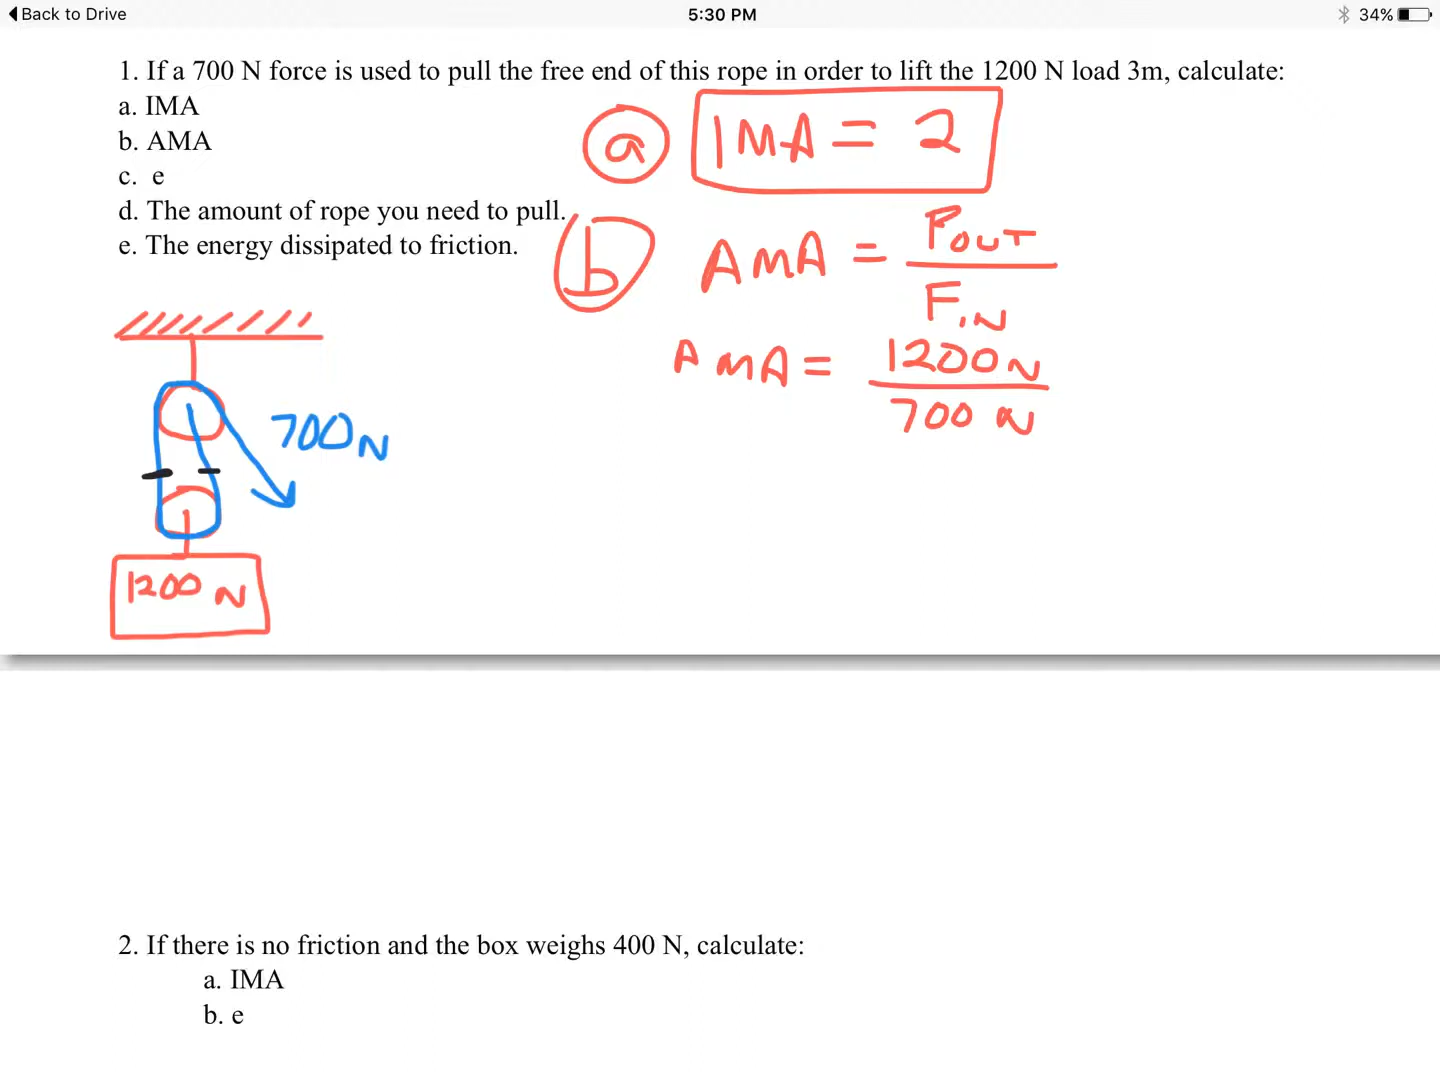 Back to Drive
5:30 PM
34%
1. If a 700 N force is used to pull the free end of this rope in order to lift the 1200 N load 3m, calculate:
a. IMA
b. AMA
c. e
d. The amount of rope you need to pull.
e. The energy dissipated to friction.
a IMA = 2
b AMA = FOUT
FIN
AMA = 1200 N
700 N
700 N
1200 N
2. If there is no friction and the box weighs 400 N, calculate:
a. IMA
b. e